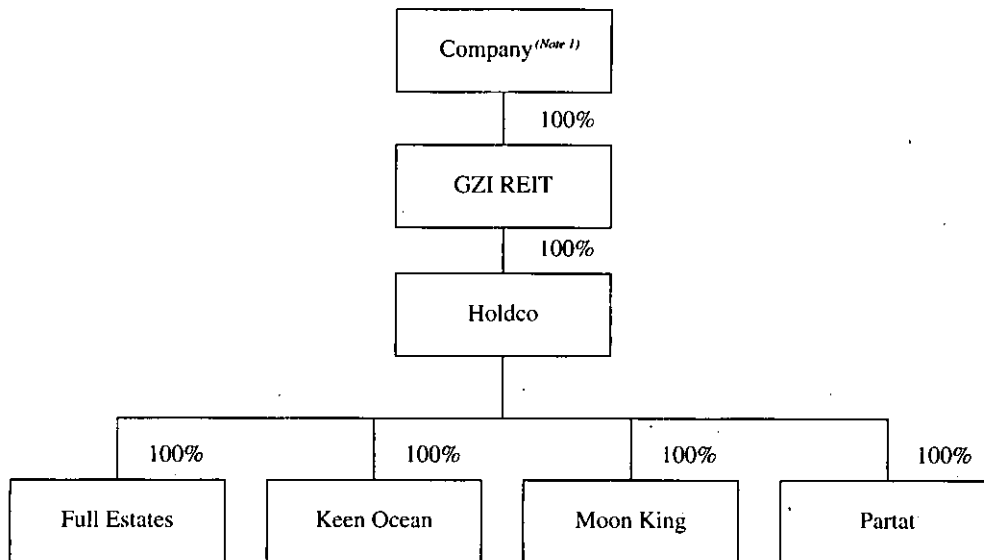 Company (Note 1)
100%
GZI REIT
100%
Holdco
100% 100% 100% 100%
Full Estates Keen Ocean Moon King Partat